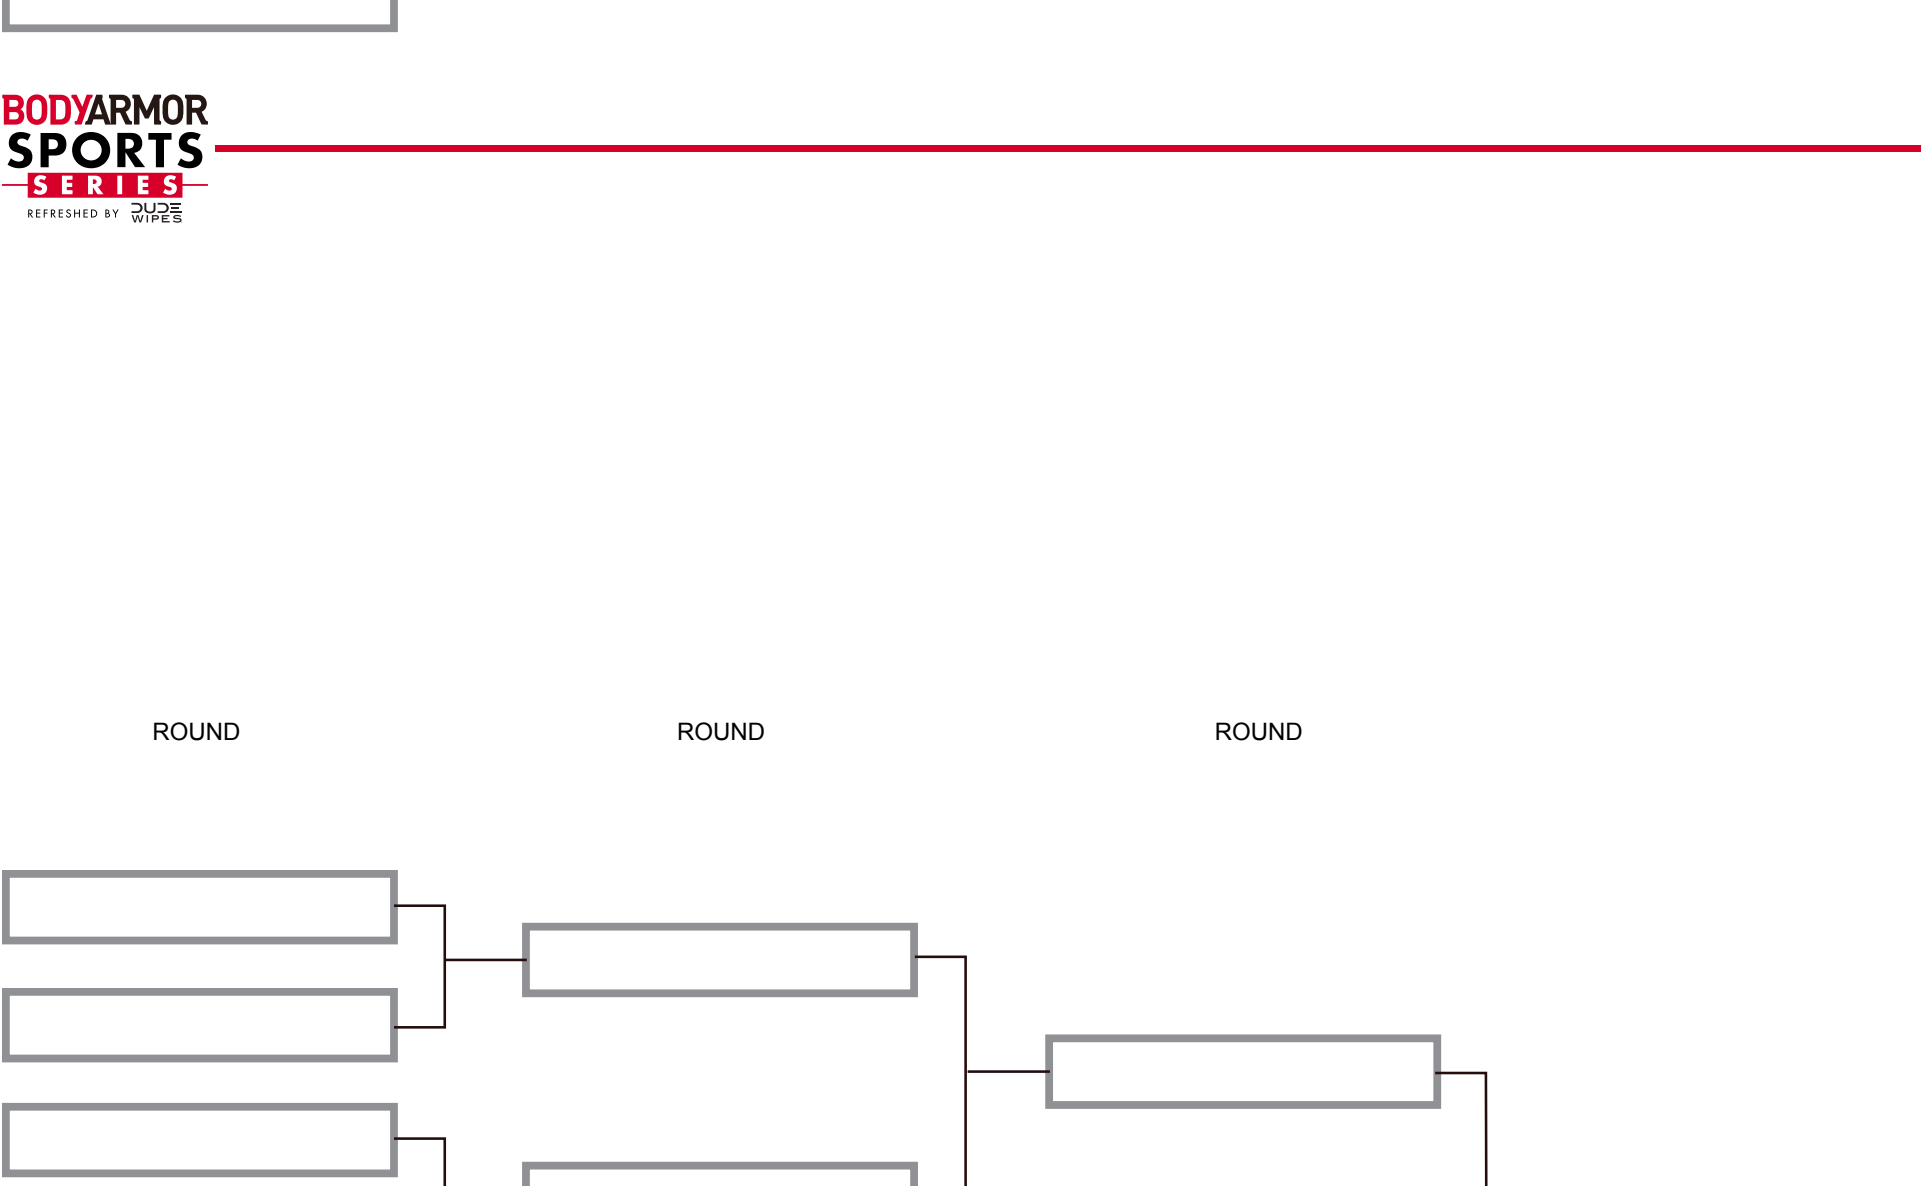 BODYARMOR
SPORTS
SERIES
REFRESHED BY DUDE WIPES
ROUND ROUND ROUND